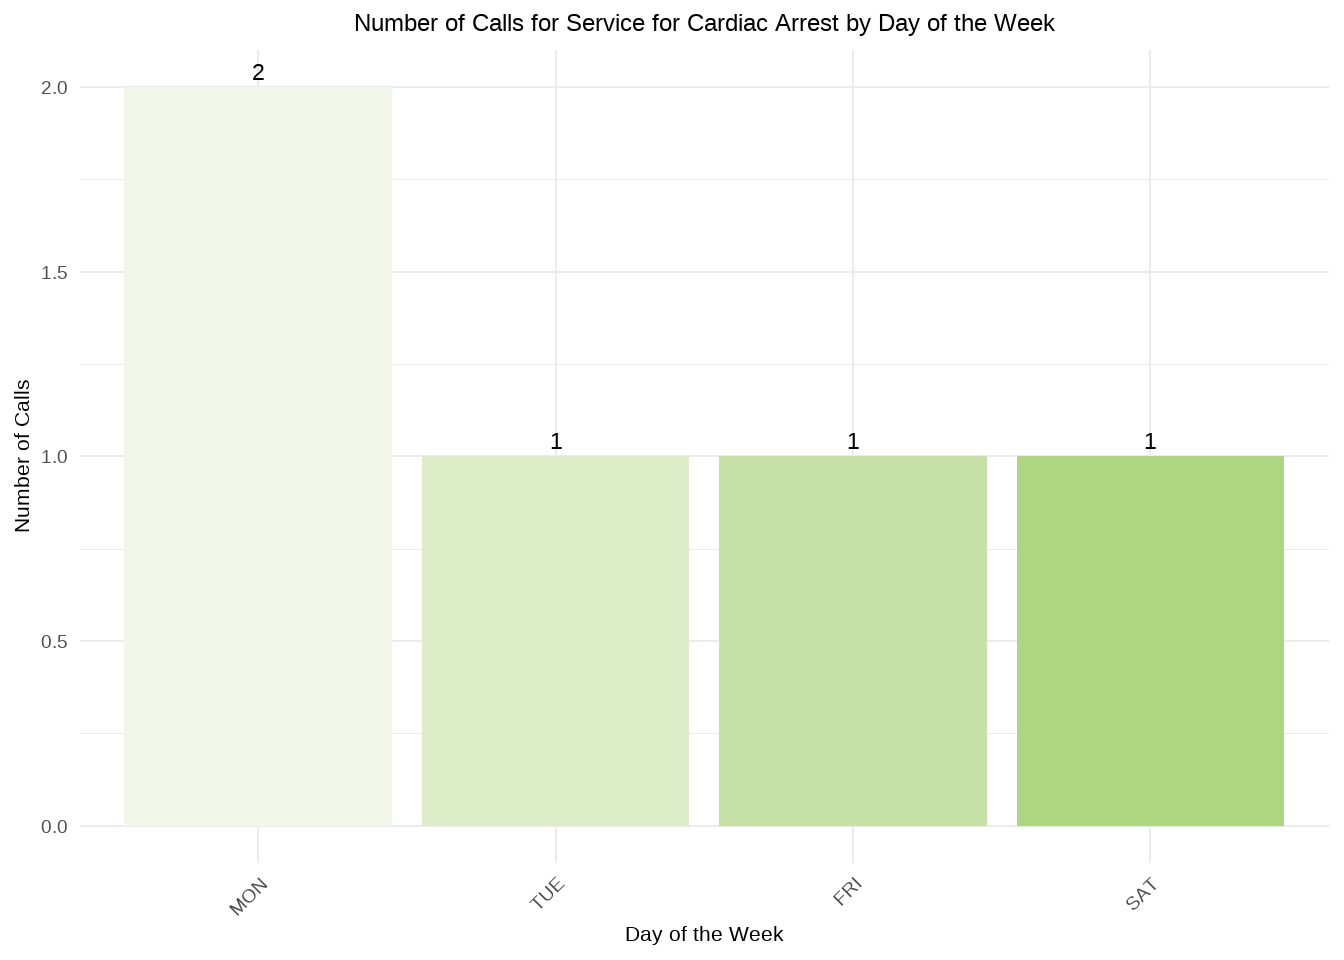 Number of Calls for Service for Cardiac Arrest by Day of the Week
2
2.0
1.5
1 1 1
1.0
0.5
0.0
Number of Calls
MON TUE FRI SAT
Day of the Week